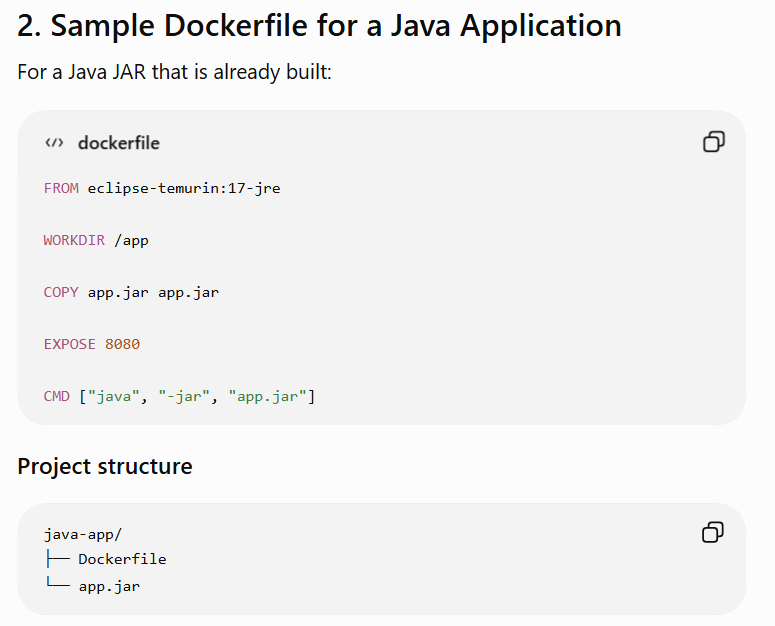 2. Sample Dockerfile for a Java Application
For a Java JAR that is already built:
</> dockerfile
FROM eclipse-temurin:17-jre
WORKDIR /app
COPY app.jar app.jar
EXPOSE 8080
CMD ["java", "-jar", "app.jar"]
Project structure
java-app/
├── Dockerfile
└── app.jar